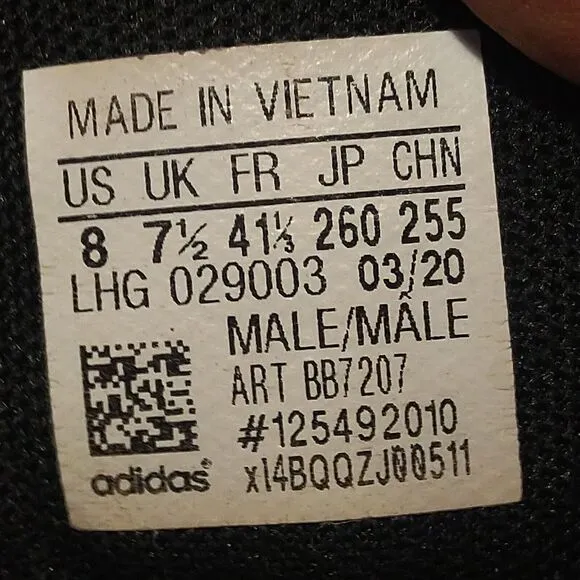 MADE IN VIETNAM
US UK FR JP CHN
8 7½ 41⅓ 260 255
LHG 029003 03/20
MALE/MÂLE
ART BB7207
#125492010
adidas® x14BQQZJ00511